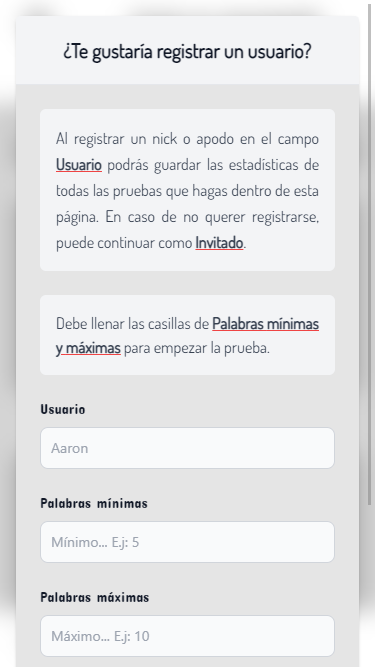 ¿Te gustaría registrar un usuario?
Al registrar un nick o apodo en el campo
Usuario podrás guardar las estadísticas de
todas las pruebas que hagas dentro de esta
página. En caso de no querer registrarse,
puede continuar como Invitado.
Debe llenar las casillas de Palabras mínimas
y máximas para empezar la prueba.
Usuario
Aaron
Palabras mínimas
Mínimo... E.j: 5
Palabras máximas
Máximo... E.j: 10